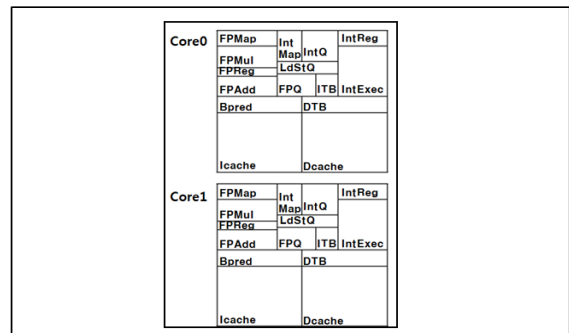 Core0
FPMap
Int Map
IntQ
IntReg
FPMul
FPReg
LdStQ
FPAdd
FPQ
ITB
IntExec
Bpred
DTB
Icache
Dcache
Core1
FPMap
Int Map
IntQ
IntReg
FPMul
FPReg
LdStQ
FPAdd
FPQ
ITB
IntExec
Bpred
DTB
Icache
Dcache